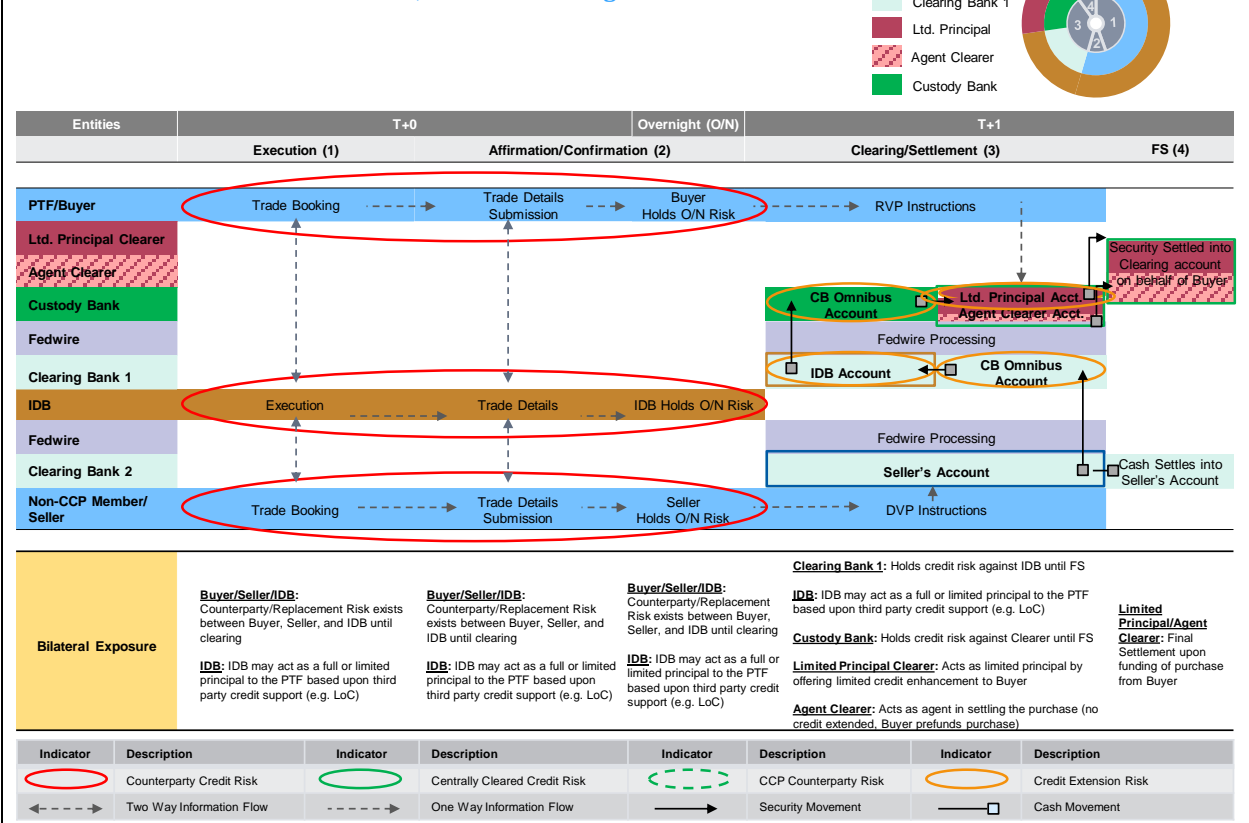 Clearing Bank 1
Ltd. Principal
Agent Clearer
Custody Bank
4
3
1
2
Entities
T+0
Overnight (O/N)
T+1
Execution (1)
Affirmation/Confirmation (2)
Clearing/Settlement (3)
FS (4)
PTF/Buyer
Trade Booking
Trade Details
Submission
Buyer
Holds O/N Risk
RVP Instructions
Ltd. Principal Clearer
Agent Clearer
Security Settled into
Clearing account
on behalf of Buyer
Custody Bank
CB Omnibus
Account
Ltd. Principal Acct.
Agent Clearer Acct.
Fedwire
Fedwire Processing
Clearing Bank 1
IDB Account
CB Omnibus
Account
IDB
Execution
Trade Details
IDB Holds O/N Risk
Fedwire
Fedwire Processing
Clearing Bank 2
Seller's Account
Cash Settles into
Seller's Account
Non-CCP Member/
Seller
Trade Booking
Trade Details
Submission
Seller
Holds O/N Risk
DVP Instructions
Bilateral Exposure
Buyer/Seller/IDB:
Counterparty/Replacement Risk exists
between Buyer, Seller, and IDB until
clearing
IDB: IDB may act as a full or limited
principal to the PTF based upon third
party credit support (e.g. LoC)
Buyer/Seller/IDB:
Counterparty/Replacement Risk
exists between Buyer, Seller, and
IDB until clearing
IDB: IDB may act as a full or limited
principal to the PTF based upon
third party credit support (e.g. LoC)
Buyer/Seller/IDB:
Counterparty/Replacement
Risk exists between Buyer,
Seller, and IDB until clearing
IDB: IDB may act as a full or
limited principal to the PTF
based upon third party credit
support (e.g. LoC)
Clearing Bank 1: Holds credit risk against IDB until FS
IDB: IDB may act as a full or limited principal to the PTF
based upon third party credit support (e.g. LoC)
Custody Bank: Holds credit risk against Clearer until FS
Limited Principal Clearer: Acts as limited principal by
offering limited credit enhancement to Buyer
Agent Clearer: Acts as agent in settling the purchase (no
credit extended, Buyer prefunds purchase)
Limited
Principal/Agent
Clearer: Final
Settlement upon
funding of purchase
from Buyer
Indicator
Description
Indicator
Description
Indicator
Description
Indicator
Description
Counterparty Credit Risk
Centrally Cleared Credit Risk
CCP Counterparty Risk
Credit Extension Risk
Two Way Information Flow
One Way Information Flow
Security Movement
Cash Movement